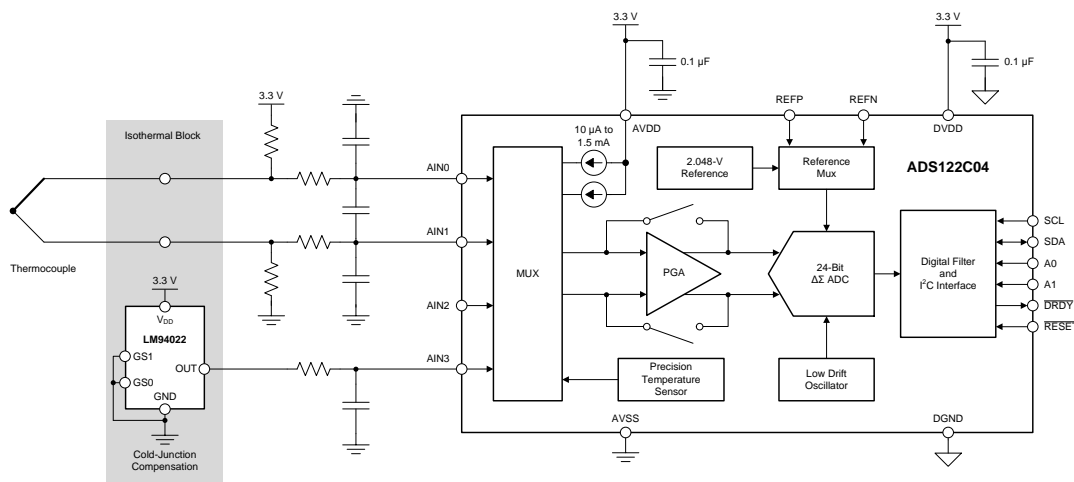 3.3 V
0.1 µF
3.3 V
0.1 µF
3.3 V
Isothermal Block
10 µA to
1.5 mA
AVDD
REFP
REFN
DVDD
2.048-V
Reference
Reference
Mux
ADS122C04
AIN0
AIN1
AIN2
AIN3
MUX
PGA
24-Bit
ΔΣ ADC
Digital Filter
and
I²C Interface
SCL
SDA
A0
A1
DRDY
RESE
Thermocouple
3.3 V
VDD
LM94022
GS1
GS0
OUT
GND
Cold-Junction
Compensation
Precision
Temperature
Sensor
Low Drift
Oscillator
AVSS
DGND